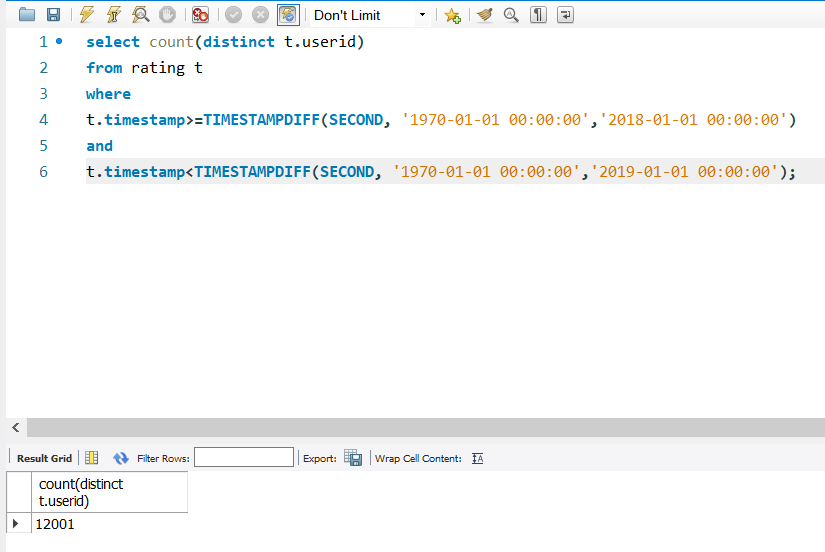 Don't Limit
1 select count(distinct t.userid)
2 from rating t
3 where
4 t.timestamp>=TIMESTAMPDIFF(SECOND, '1970-01-01 00:00:00','2018-01-01 00:00:00')
5 and
6 t.timestamp<TIMESTAMPDIFF(SECOND, '1970-01-01 00:00:00','2019-01-01 00:00:00');
Result Grid Filter Rows: Export: Wrap Cell Content:
count(distinct
t.userid)
12001